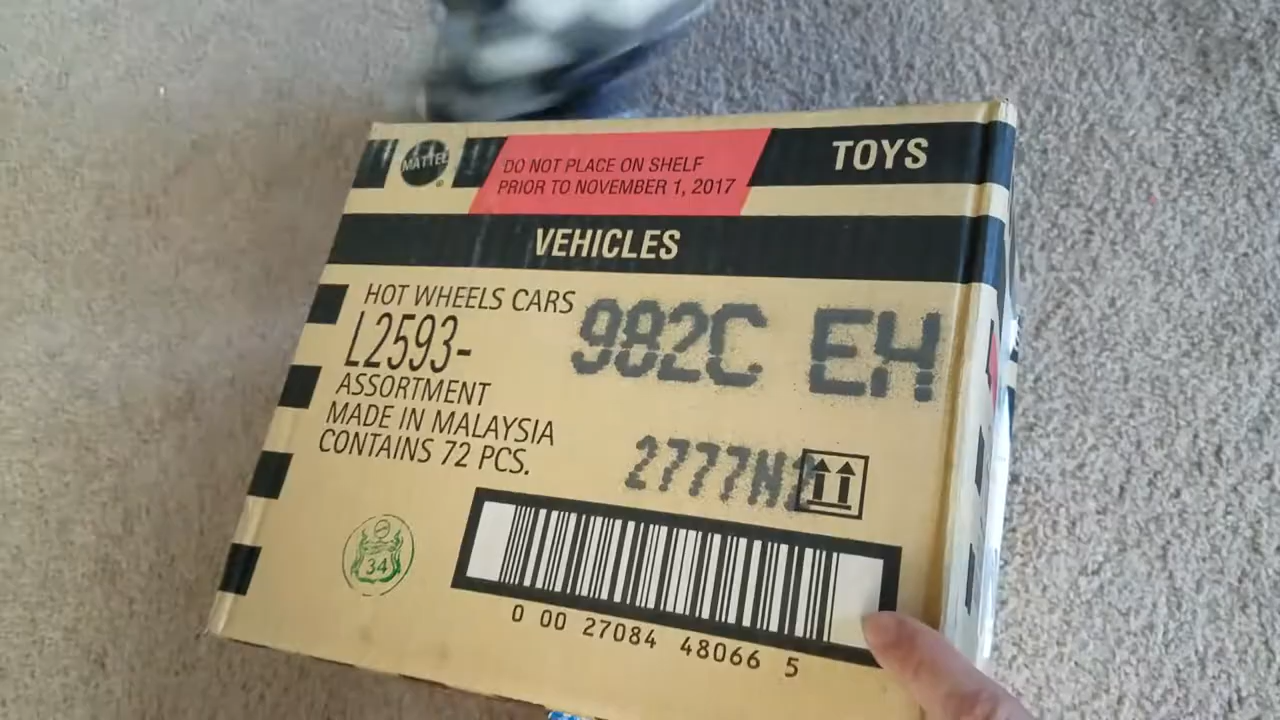 MATTEL
DO NOT PLACE ON SHELF
PRIOR TO NOVEMBER 1, 2017
TOYS
VEHICLES
HOT WHEELS CARS
L2593-
982C EH
ASSORTMENT
MADE IN MALAYSIA
CONTAINS 72 PCS.
2777N
34
0 00 27084 48066 5